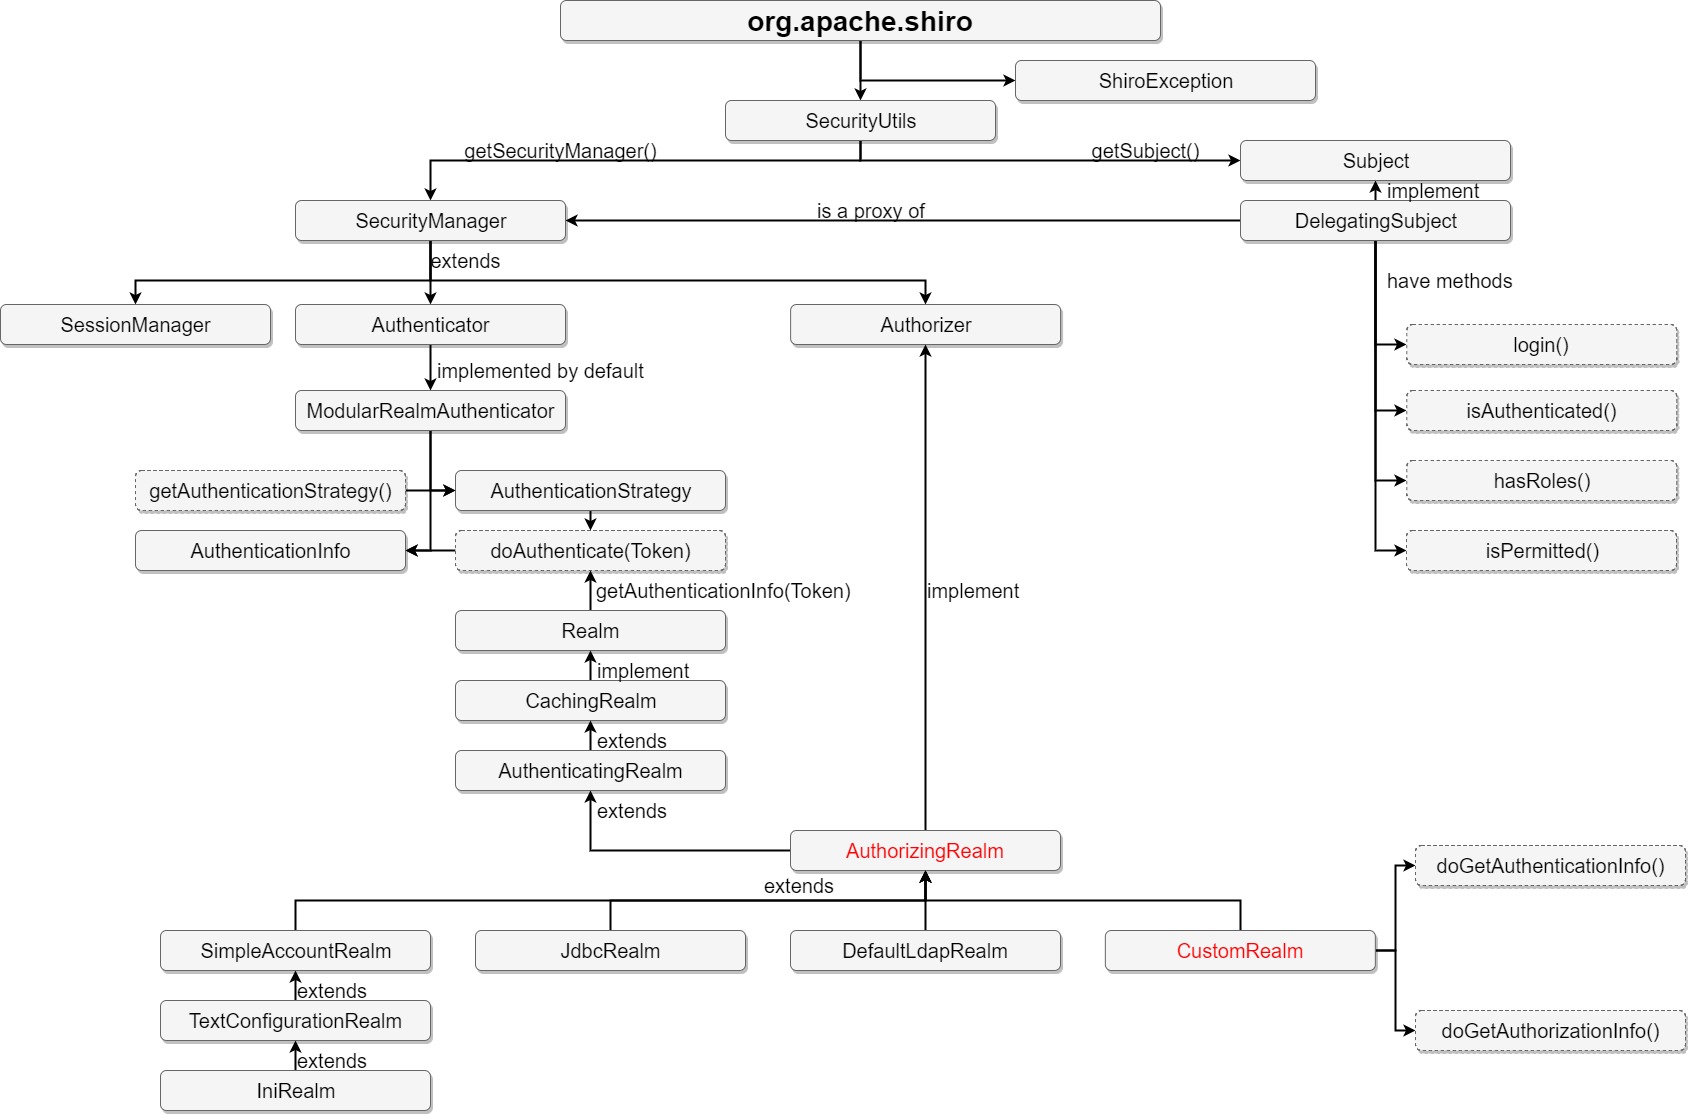 org.apache.shiro
ShiroException
SecurityUtils
getSecurityManager()
getSubject()
Subject
implement
SecurityManager
is a proxy of
DelegatingSubject
extends
have methods
SessionManager
Authenticator
Authorizer
login()
implemented by default
ModularRealmAuthenticator
isAuthenticated()
getAuthenticationStrategy()
AuthenticationStrategy
hasRoles()
AuthenticationInfo
doAuthenticate(Token)
isPermitted()
getAuthenticationInfo(Token)
implement
Realm
implement
CachingRealm
extends
AuthenticatingRealm
extends
AuthorizingRealm
doGetAuthenticationInfo()
extends
SimpleAccountRealm
JdbcRealm
DefaultLdapRealm
CustomRealm
extends
TextConfigurationRealm
doGetAuthorizationInfo()
extends
IniRealm